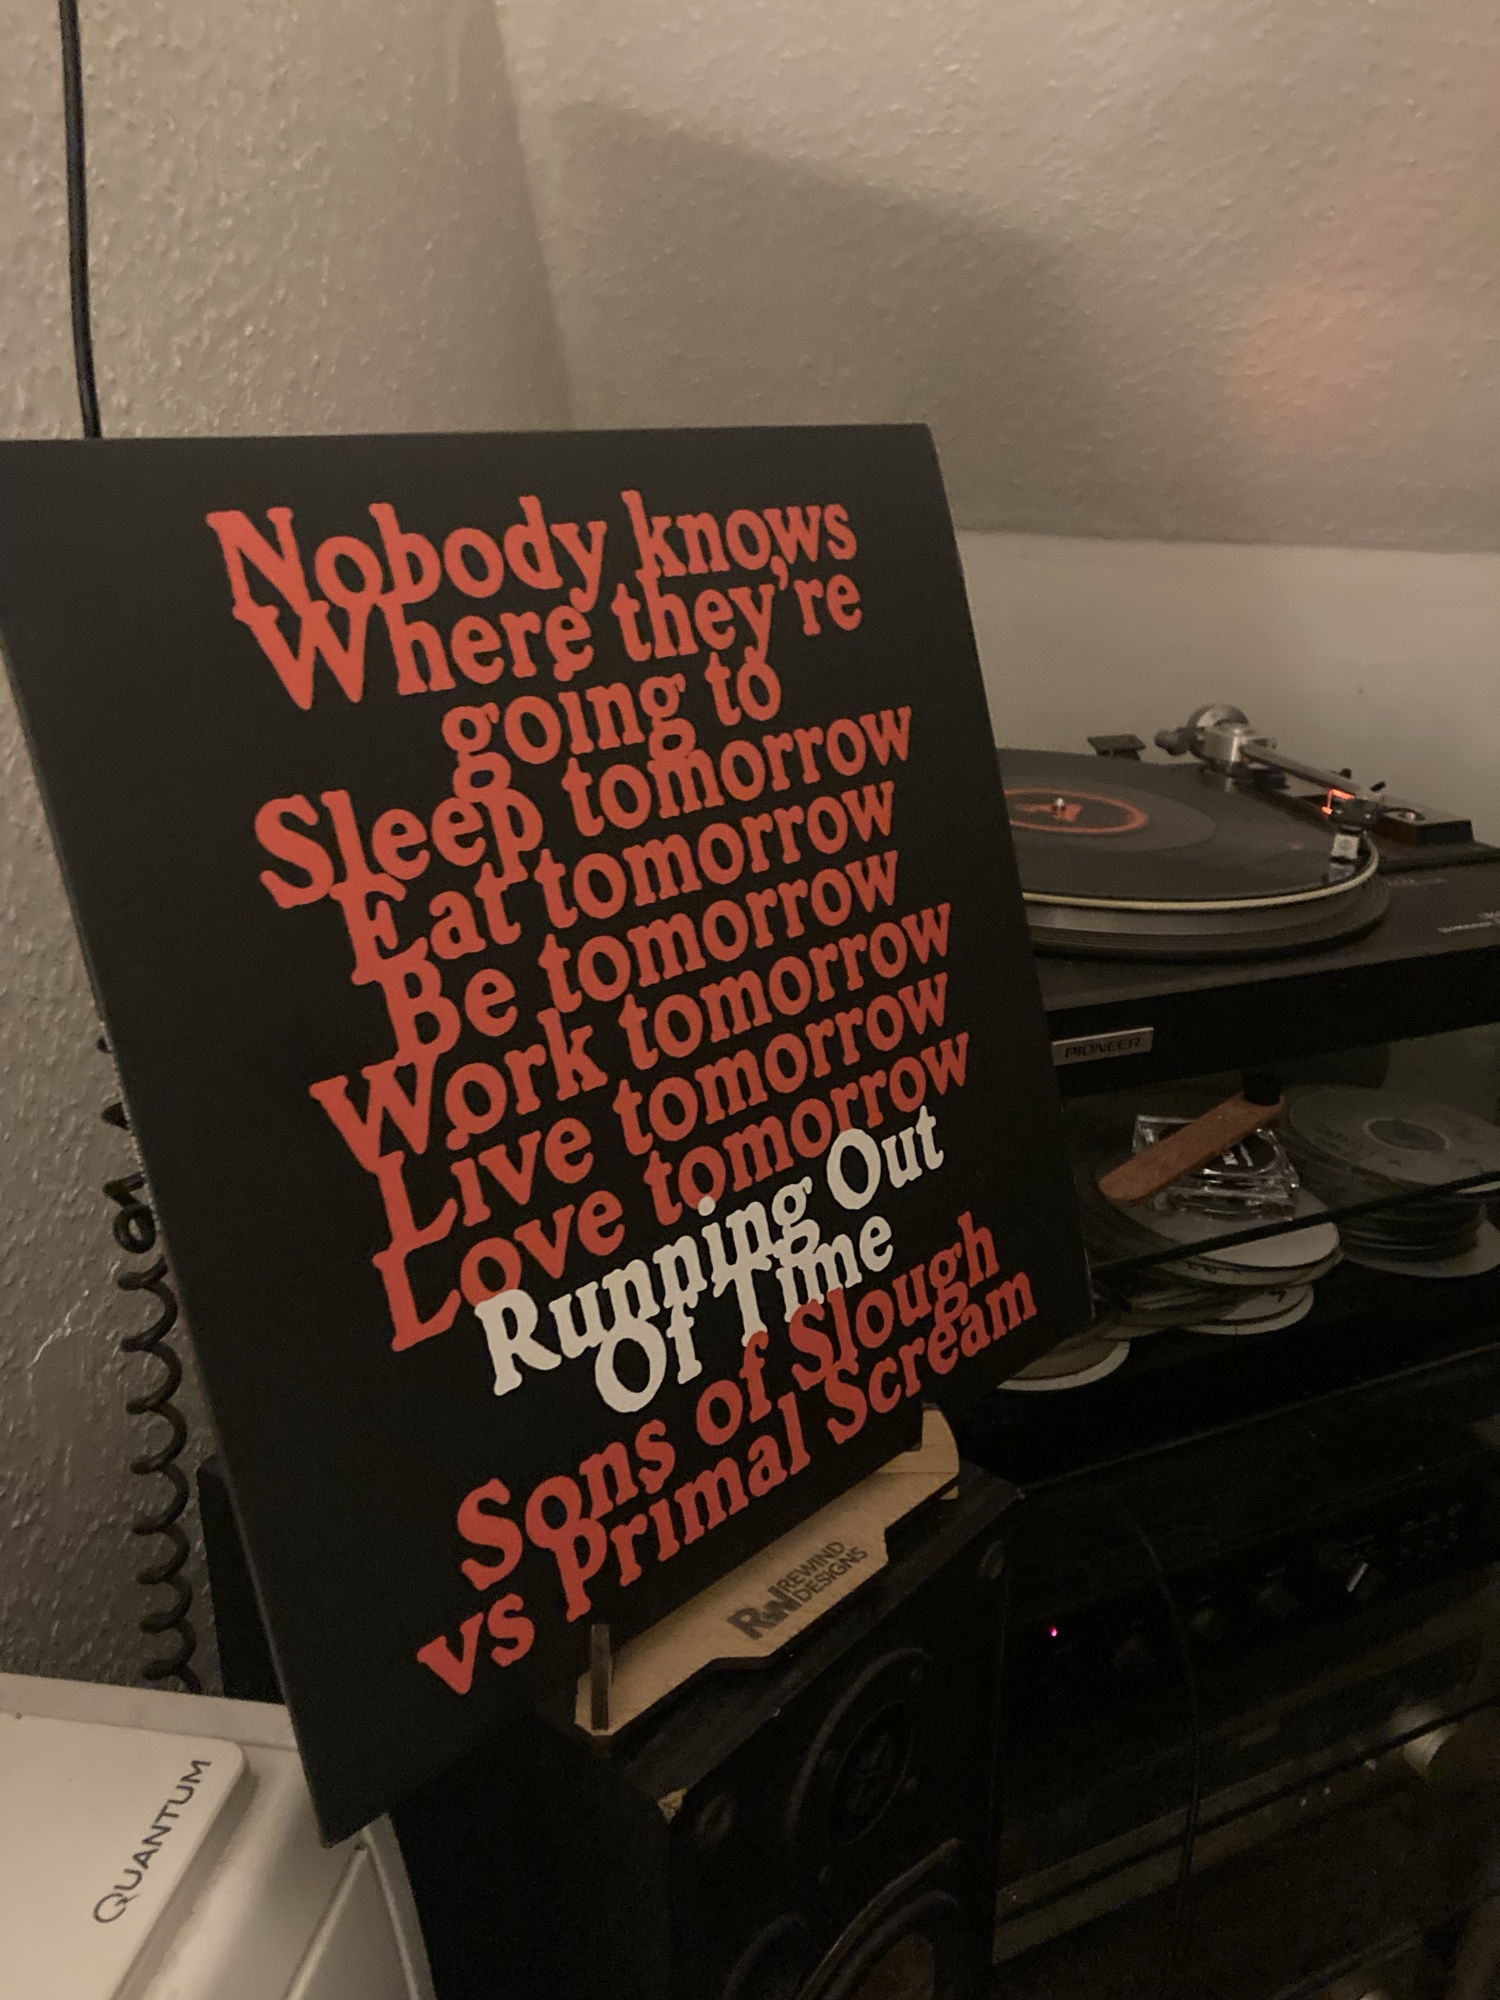 Nobody knows
Where they're
going to
Sleep tomorrow
Eat tomorrow
Be tomorrow
Work tomorrow
Live tomorrow
Love tomorrow
Running Out
Of Time
Sons of Slough
vs Primal Scream
PIONEER
RW REWIND
DESIGNS
QUANTUM